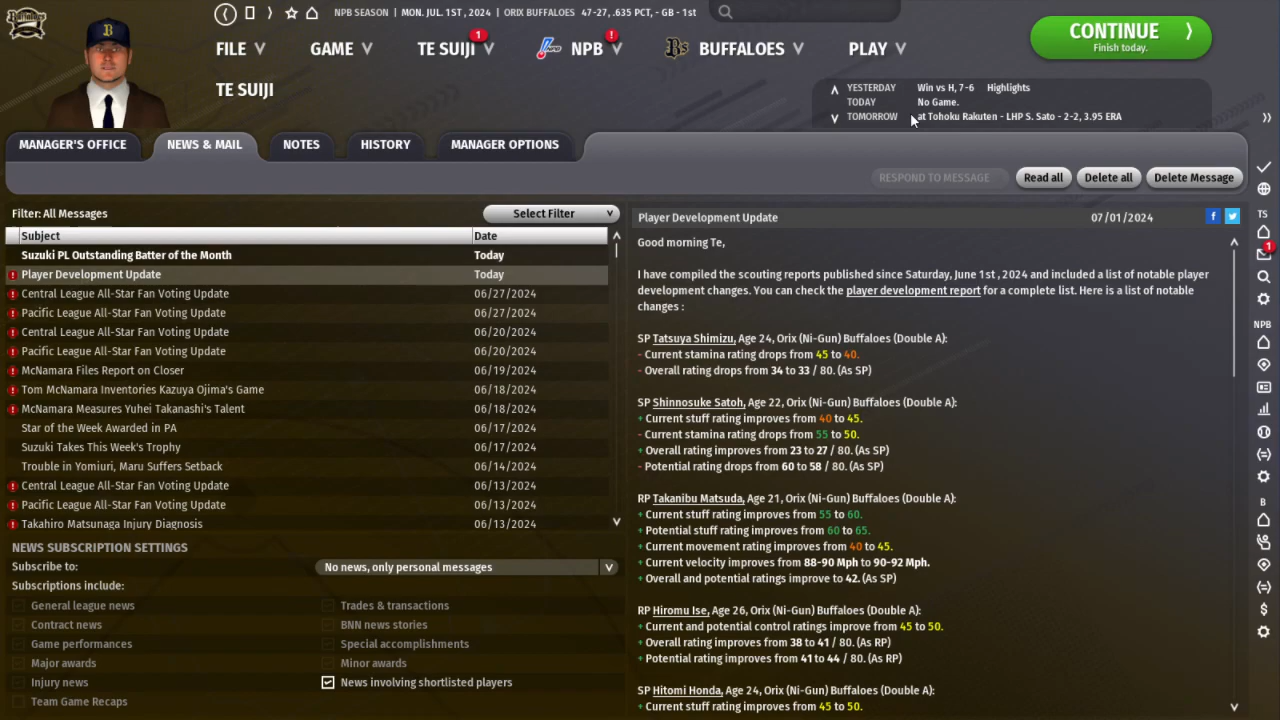 Buffaloes
B
NPB SEASON | MON. JUL. 1ST, 2024 | ORIX BUFFALOES 47-27, .635 PCT, - GB - 1st
FILE GAME TE SUIJI 1 NPB ! Bs BUFFALOES PLAY
CONTINUE
Finish today.
TE SUIJI
YESTERDAY Win vs H, 7-6 Highlights
TODAY No Game.
TOMORROW at Tohoku Rakuten - LHP S. Sato - 2-2, 3.95 ERA
MANAGER'S OFFICE NEWS & MAIL NOTES HISTORY MANAGER OPTIONS
RESPOND TO MESSAGE Read all Delete all Delete Message
Filter: All Messages Select Filter
Subject Date
Suzuki PL Outstanding Batter of the Month Today
Player Development Update Today
Central League All-Star Fan Voting Update 06/27/2024
Pacific League All-Star Fan Voting Update 06/27/2024
Central League All-Star Fan Voting Update 06/20/2024
Pacific League All-Star Fan Voting Update 06/20/2024
McNamara Files Report on Closer 06/19/2024
Tom McNamara Inventories Kazuya Ojima's Game 06/18/2024
McNamara Measures Yuhei Takanashi's Talent 06/18/2024
Star of the Week Awarded in PA 06/17/2024
Suzuki Takes This Week's Trophy 06/17/2024
Trouble in Yomiuri, Maru Suffers Setback 06/14/2024
Central League All-Star Fan Voting Update 06/13/2024
Pacific League All-Star Fan Voting Update 06/13/2024
Takahiro Matsunaga Injury Diagnosis 06/13/2024
NEWS SUBSCRIPTION SETTINGS
Subscribe to: No news, only personal messages
Subscriptions include:
General league news Trades & transactions
Contract news BNN news stories
Game performances Special accomplishments
Major awards Minor awards
Injury news News involving shortlisted players
Team Game Recaps
Player Development Update 07/01/2024
Good morning Te,
I have compiled the scouting reports published since Saturday, June 1st , 2024 and included a list of notable player
development changes. You can check the player development report for a complete list. Here is a list of notable
changes :
SP Tatsuya Shimizu, Age 24, Orix (Ni-Gun) Buffaloes (Double A):
- Current stamina rating drops from 45 to 40.
- Overall rating drops from 34 to 33 / 80. (As SP)
SP Shinnosuke Satoh, Age 22, Orix (Ni-Gun) Buffaloes (Double A):
+ Current stuff rating improves from 40 to 45.
- Current stamina rating drops from 55 to 50.
+ Overall rating improves from 23 to 27 / 80. (As SP)
- Potential rating drops from 60 to 58 / 80. (As SP)
RP Takanibu Matsuda, Age 21, Orix (Ni-Gun) Buffaloes (Double A):
+ Current stuff rating improves from 55 to 60.
+ Potential stuff rating improves from 60 to 65.
+ Current movement rating improves from 40 to 45.
+ Current velocity improves from 88-90 Mph to 90-92 Mph.
+ Overall and potential ratings improve to 42. (As SP)
RP Hiromu Ise, Age 26, Orix (Ni-Gun) Buffaloes (Double A):
+ Current and potential control ratings improve from 45 to 50.
+ Overall rating improves from 38 to 41 / 80. (As RP)
+ Potential rating improves from 41 to 44 / 80. (As RP)
SP Hitomi Honda, Age 24, Orix (Ni-Gun) Buffaloes (Double A):
+ Current stuff rating improves from 45 to 50.
TS
1
NPB
B
$